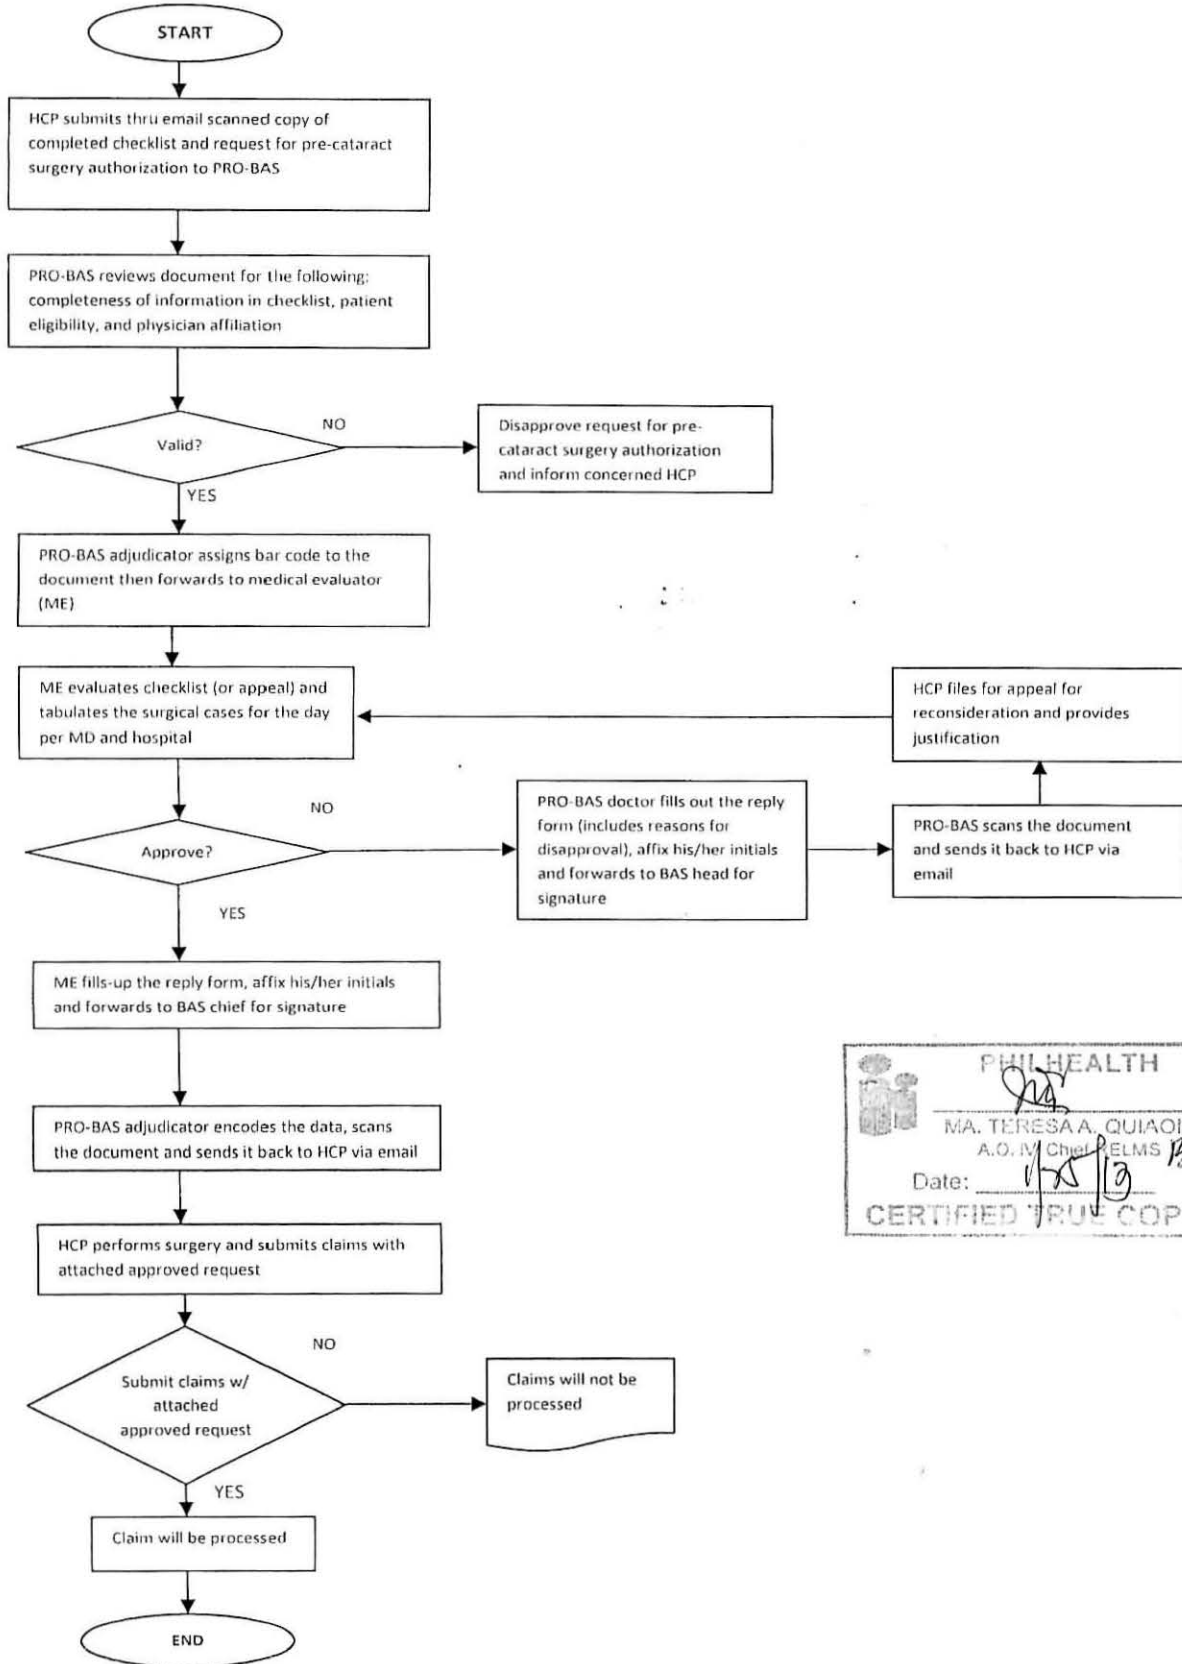 START
HCP submits thru email scanned copy of
completed checklist and request for pre-cataract
surgery authorization to PRO-BAS
PRO-BAS reviews document for the following:
completeness of information in checklist, patient
eligibility, and physician affiliation
Valid?
NO
Disapprove request for pre-
cataract surgery authorization
and inform concerned HCP
YES
PRO-BAS adjudicator assigns bar code to the
document then forwards to medical evaluator
(ME)
ME evaluates checklist (or appeal) and
tabulates the surgical cases for the day
per MD and hospital
HCP files for appeal for
reconsideration and provides
justification
Approve?
NO
PRO-BAS doctor fills out the reply
form (includes reasons for
disapproval), affix his/her initials
and forwards to BAS head for
signature
PRO-BAS scans the document
and sends it back to HCP via
email
YES
ME fills-up the reply form, affix his/her initials
and forwards to BAS chief for signature
PRO-BAS adjudicator encodes the data, scans
the document and sends it back to HCP via email
HCP performs surgery and submits claims with
attached approved request
Submit claims w/
attached
approved request
NO
Claims will not be
processed
YES
Claim will be processed
END
PHILHEALTH
MA. TERESA A. QUIAOI
A.O. IV Chief RELMS
Date:
CERTIFIED TRUE COP